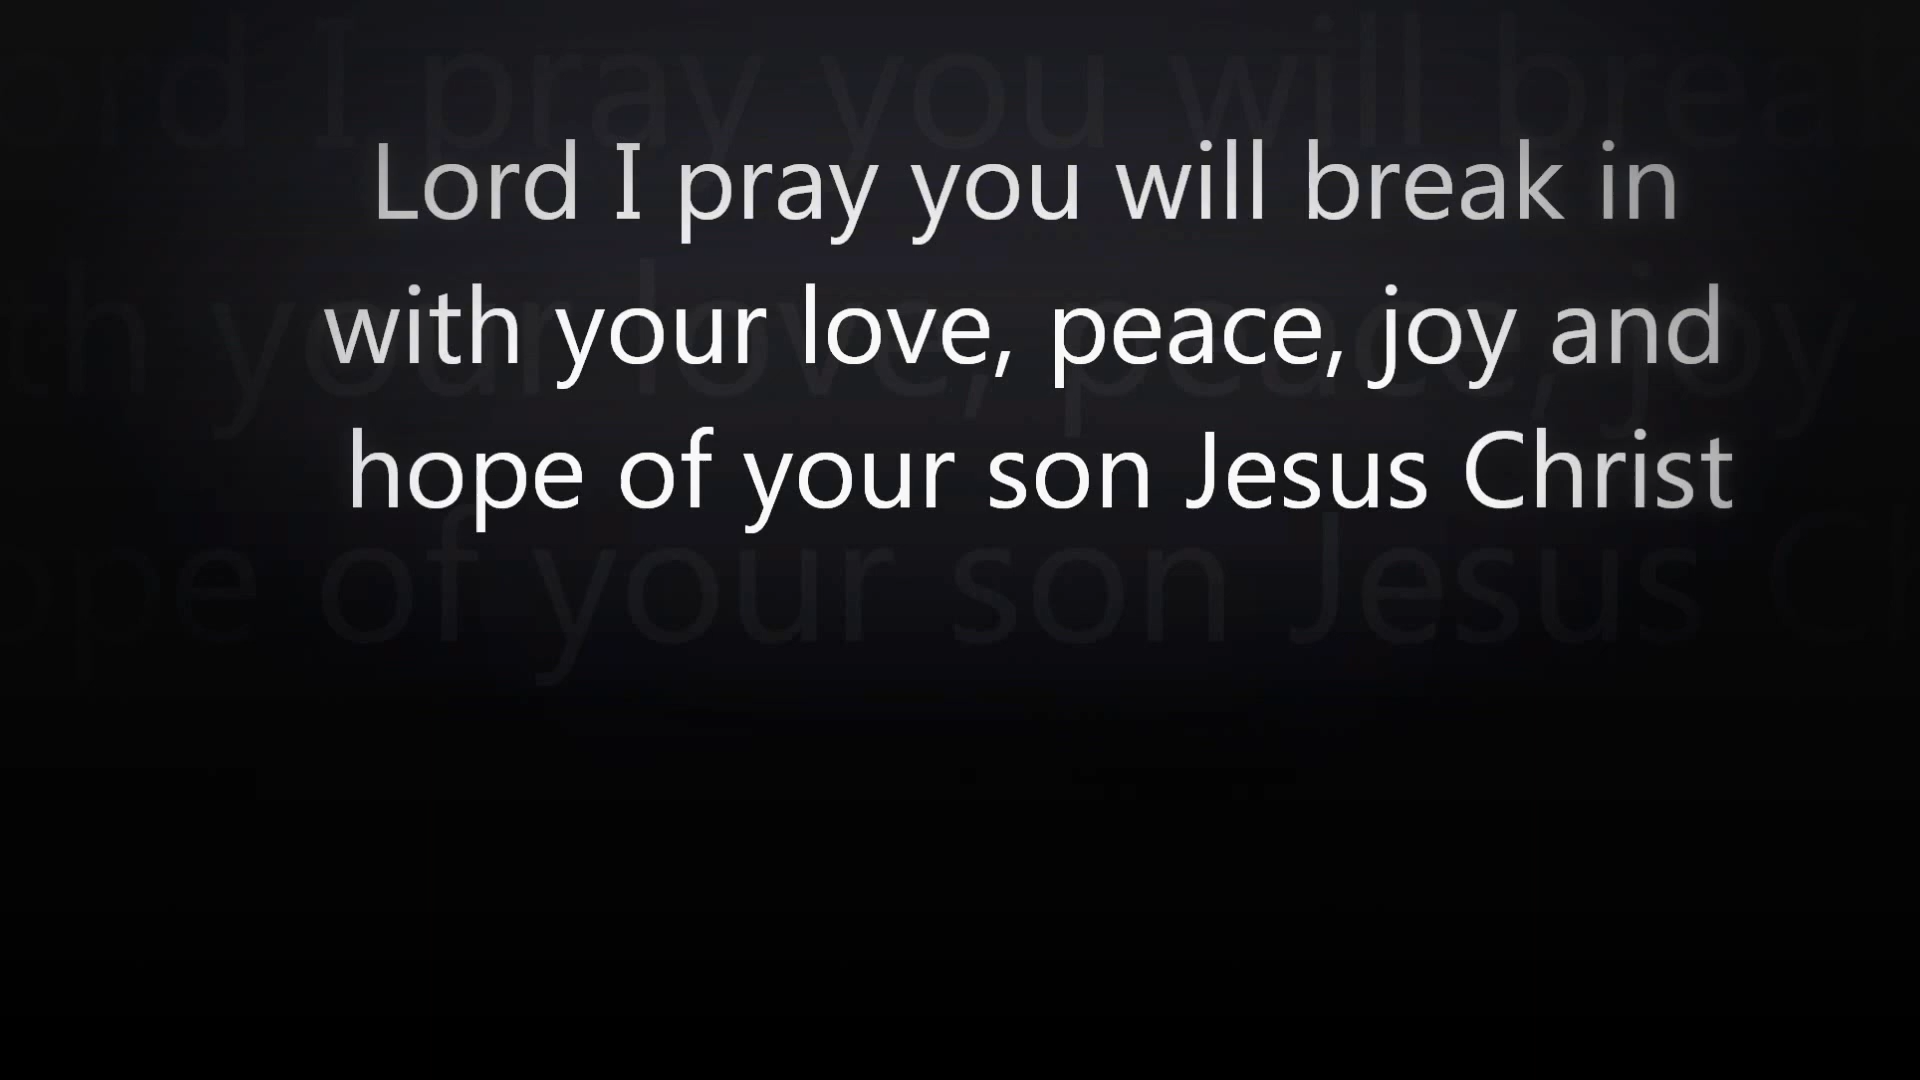 Lord I pray you will break in
with your love, peace, joy and
hope of your son Jesus Christ